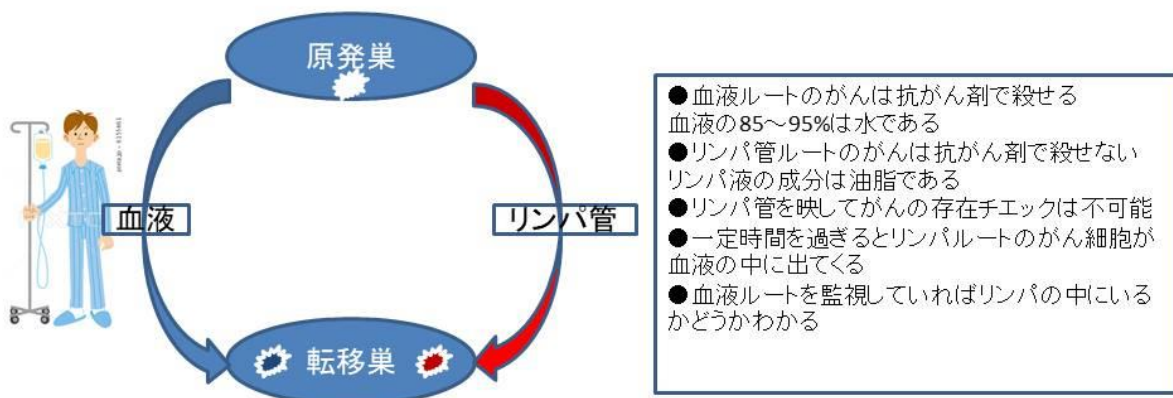 原発巣
血液
リンパ管
転移巣
●血液ルートのがんは抗がん剤で殺せる
血液の85～95%は水である
●リンパ管ルートのがんは抗がん剤で殺せない
リンパ液の成分は油脂である
●リンパ管を映してがんの存在チエックは不可能
●一定時間を過ぎるとリンパルートのがん細胞が
血液の中に出てくる
●血液ルートを監視していればリンパの中にいる
かどうかわかる